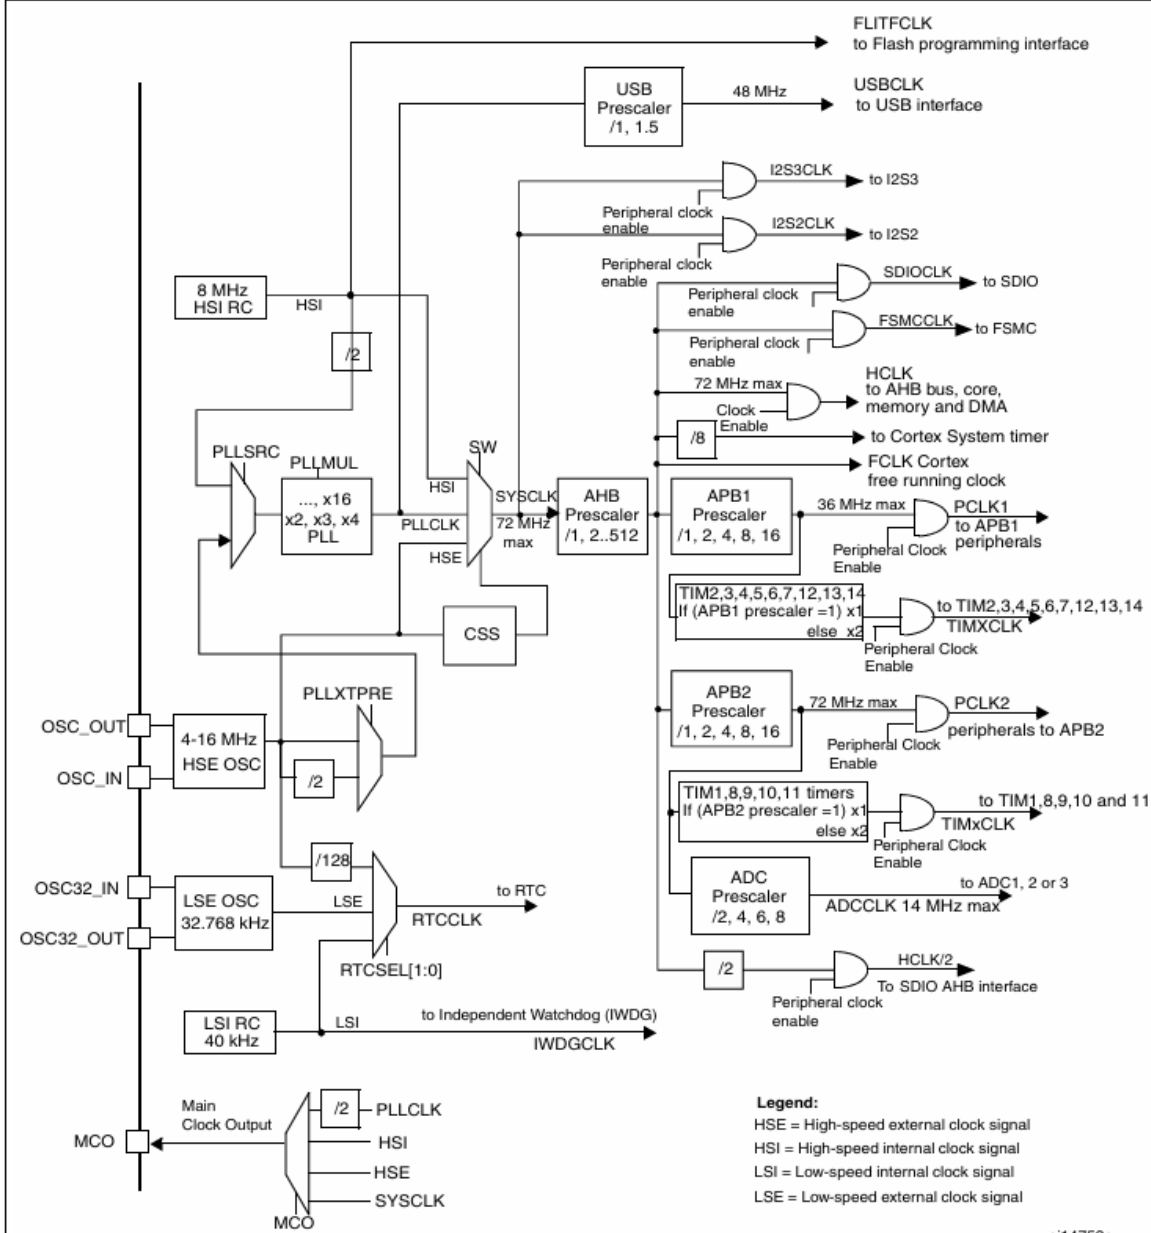 FLITFCLK
to Flash programming interface
USB
Prescaler
/1, 1.5
48 MHz
USBCLK
to USB interface
I2S3CLK
to I2S3
Peripheral clock
enable
I2S2CLK
to I2S2
Peripheral clock
enable
8 MHz
HSI RC
HSI
SDIOCLK
to SDIO
Peripheral clock
enable
FSMCCLK
to FSMC
Peripheral clock
enable
/2
HCLK
to AHB bus, core,
memory and DMA
72 MHz max
Clock
Enable
/8
to Cortex System timer
FCLK Cortex
free running clock
PLLSRC
PLLMUL
..., x16
x2, x3, x4
PLL
SW
HSI
PLLCLK
HSE
SYSCLK
72 MHz
max
AHB
Prescaler
/1, 2..512
APB1
Prescaler
/1, 2, 4, 8, 16
36 MHz max
PCLK1
to APB1
peripherals
Peripheral Clock
Enable
TIM2,3,4,5,6,7,12,13,14
If (APB1 prescaler =1) x1
else x2
to TIM2,3,4,5,6,7,12,13,14
TIMXCLK
Peripheral Clock
Enable
CSS
PLLXTPRE
OSC_OUT
OSC_IN
4-16 MHz
HSE OSC
/2
APB2
Prescaler
/1, 2, 4, 8, 16
72 MHz max
PCLK2
peripherals to APB2
Peripheral Clock
Enable
TIM1,8,9,10,11 timers
If (APB2 prescaler =1) x1
else x2
to TIM1,8,9,10 and 11
TIMxCLK
Peripheral Clock
Enable
/128
OSC32_IN
OSC32_OUT
LSE OSC
32.768 kHz
LSE
to RTC
RTCCLK
RTCSEL[1:0]
ADC
Prescaler
/2, 4, 6, 8
to ADC1, 2 or 3
ADCCLK 14 MHz max
/2
HCLK/2
To SDIO AHB interface
Peripheral clock
enable
LSI RC
40 kHz
LSI
to Independent Watchdog (IWDG)
IWDGCLK
MCO
Main
Clock Output
/2
PLLCLK
HSI
HSE
SYSCLK
MCO
Legend:
HSE = High-speed external clock signal
HSI = High-speed internal clock signal
LSI = Low-speed internal clock signal
LSE = Low-speed external clock signal